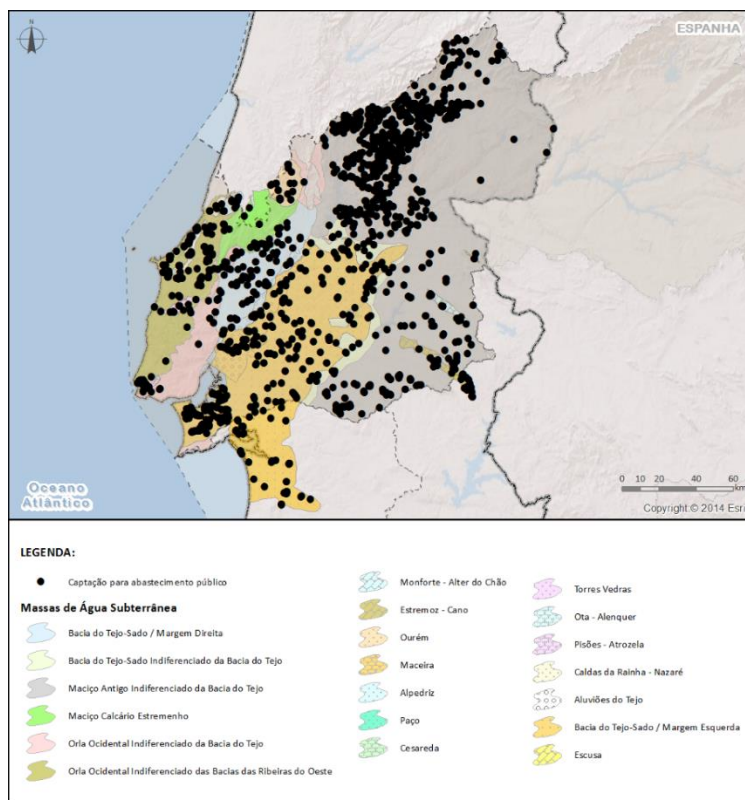 N
ESPANHA
Oceano
Atlântico
0 10 20 40 60
km
Copyright:© 2014 Esri
LEGENDA:
Captação para abastecimento público
Massas de Água Subterrânea
Bacia do Tejo-Sado / Margem Direita
Bacia do Tejo-Sado Indiferenciado da Bacia do Tejo
Maciço Antigo Indiferenciado da Bacia do Tejo
Maciço Calcário Estremenho
Orla Ocidental Indiferenciado da Bacia do Tejo
Orla Ocidental Indiferenciado das Bacias das Ribeiras do Oeste
Monforte - Alter do Chão
Estremoz - Cano
Ourém
Maceira
Alpedriz
Paço
Cesareda
Torres Vedras
Ota - Alenquer
Pisões - Atrozela
Caldas da Rainha - Nazaré
Aluviões do Tejo
Bacia do Tejo-Sado / Margem Esquerda
Escusa